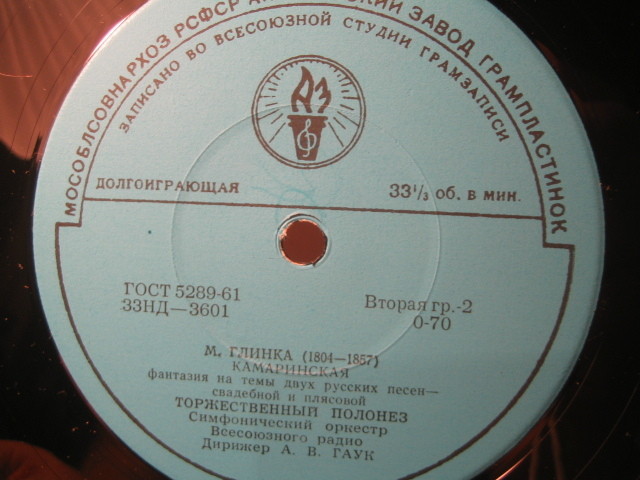 МОСОБЛСОВНАРХОЗ РСФСР ЗАВОД ГРАМПЛАСТИНОК
ЗАПИСАНО ВО ВСЕСОЮЗНОЙ СТУДИИ ГРАМЗАПИСИ
АЗ
ДОЛГОИГРАЮЩАЯ 33⅓ об. в мин.
ГОСТ 5289-61
33НД—3601
Вторая гр.-2
0-70
М. ГЛИНКА (1804—1857)
КАМАРИНСКАЯ
фантазия на темы двух русских песен—
свадебной и плясовой
ТОРЖЕСТВЕННЫЙ ПОЛОНЕЗ
Симфонический оркестр
Всесоюзного радио
Дирижер А. В. ГАУК